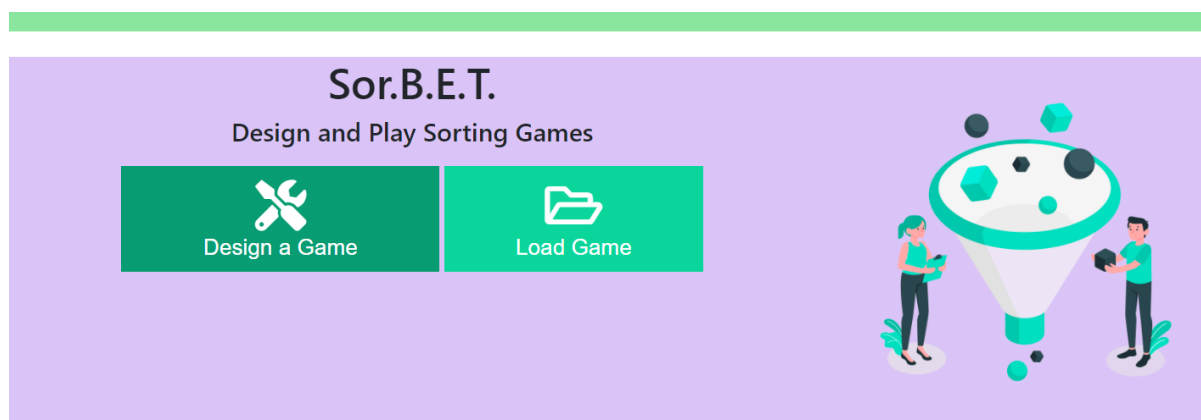 Sor.B.E.T.
Design and Play Sorting Games
Design a Game
Load Game